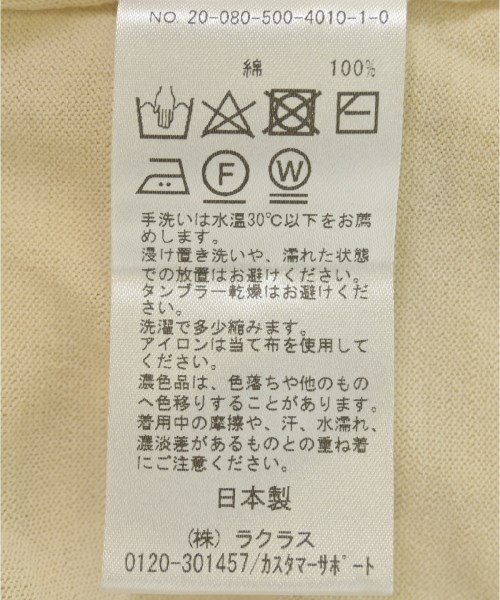 NO. 20-080-500-4010-1-0
綿 100%
F W
手洗いは水温30℃以下をお薦
めします。
浸け置き洗いや、濡れた状態
での放置はお避けください。
タンブラー乾燥はお避けくだ
さい。
洗濯で多少縮みます。
アイロンは当て布を使用して
ください。
濃色品は、色落ちや他のもの
へ色移りすることがあります。
着用中の摩擦や、汗、水濡れ、
濃淡差があるものとの重ね着
にご注意ください。
日本製
(株) ラクラス
0120-301457/カスタマーサポート